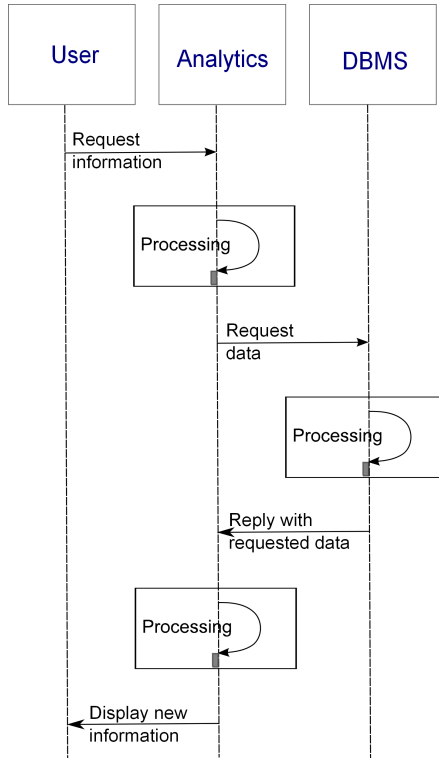 User
Analytics
DBMS
Request
information
Processing
Request
data
Processing
Reply with
requested data
Processing
Display new
information